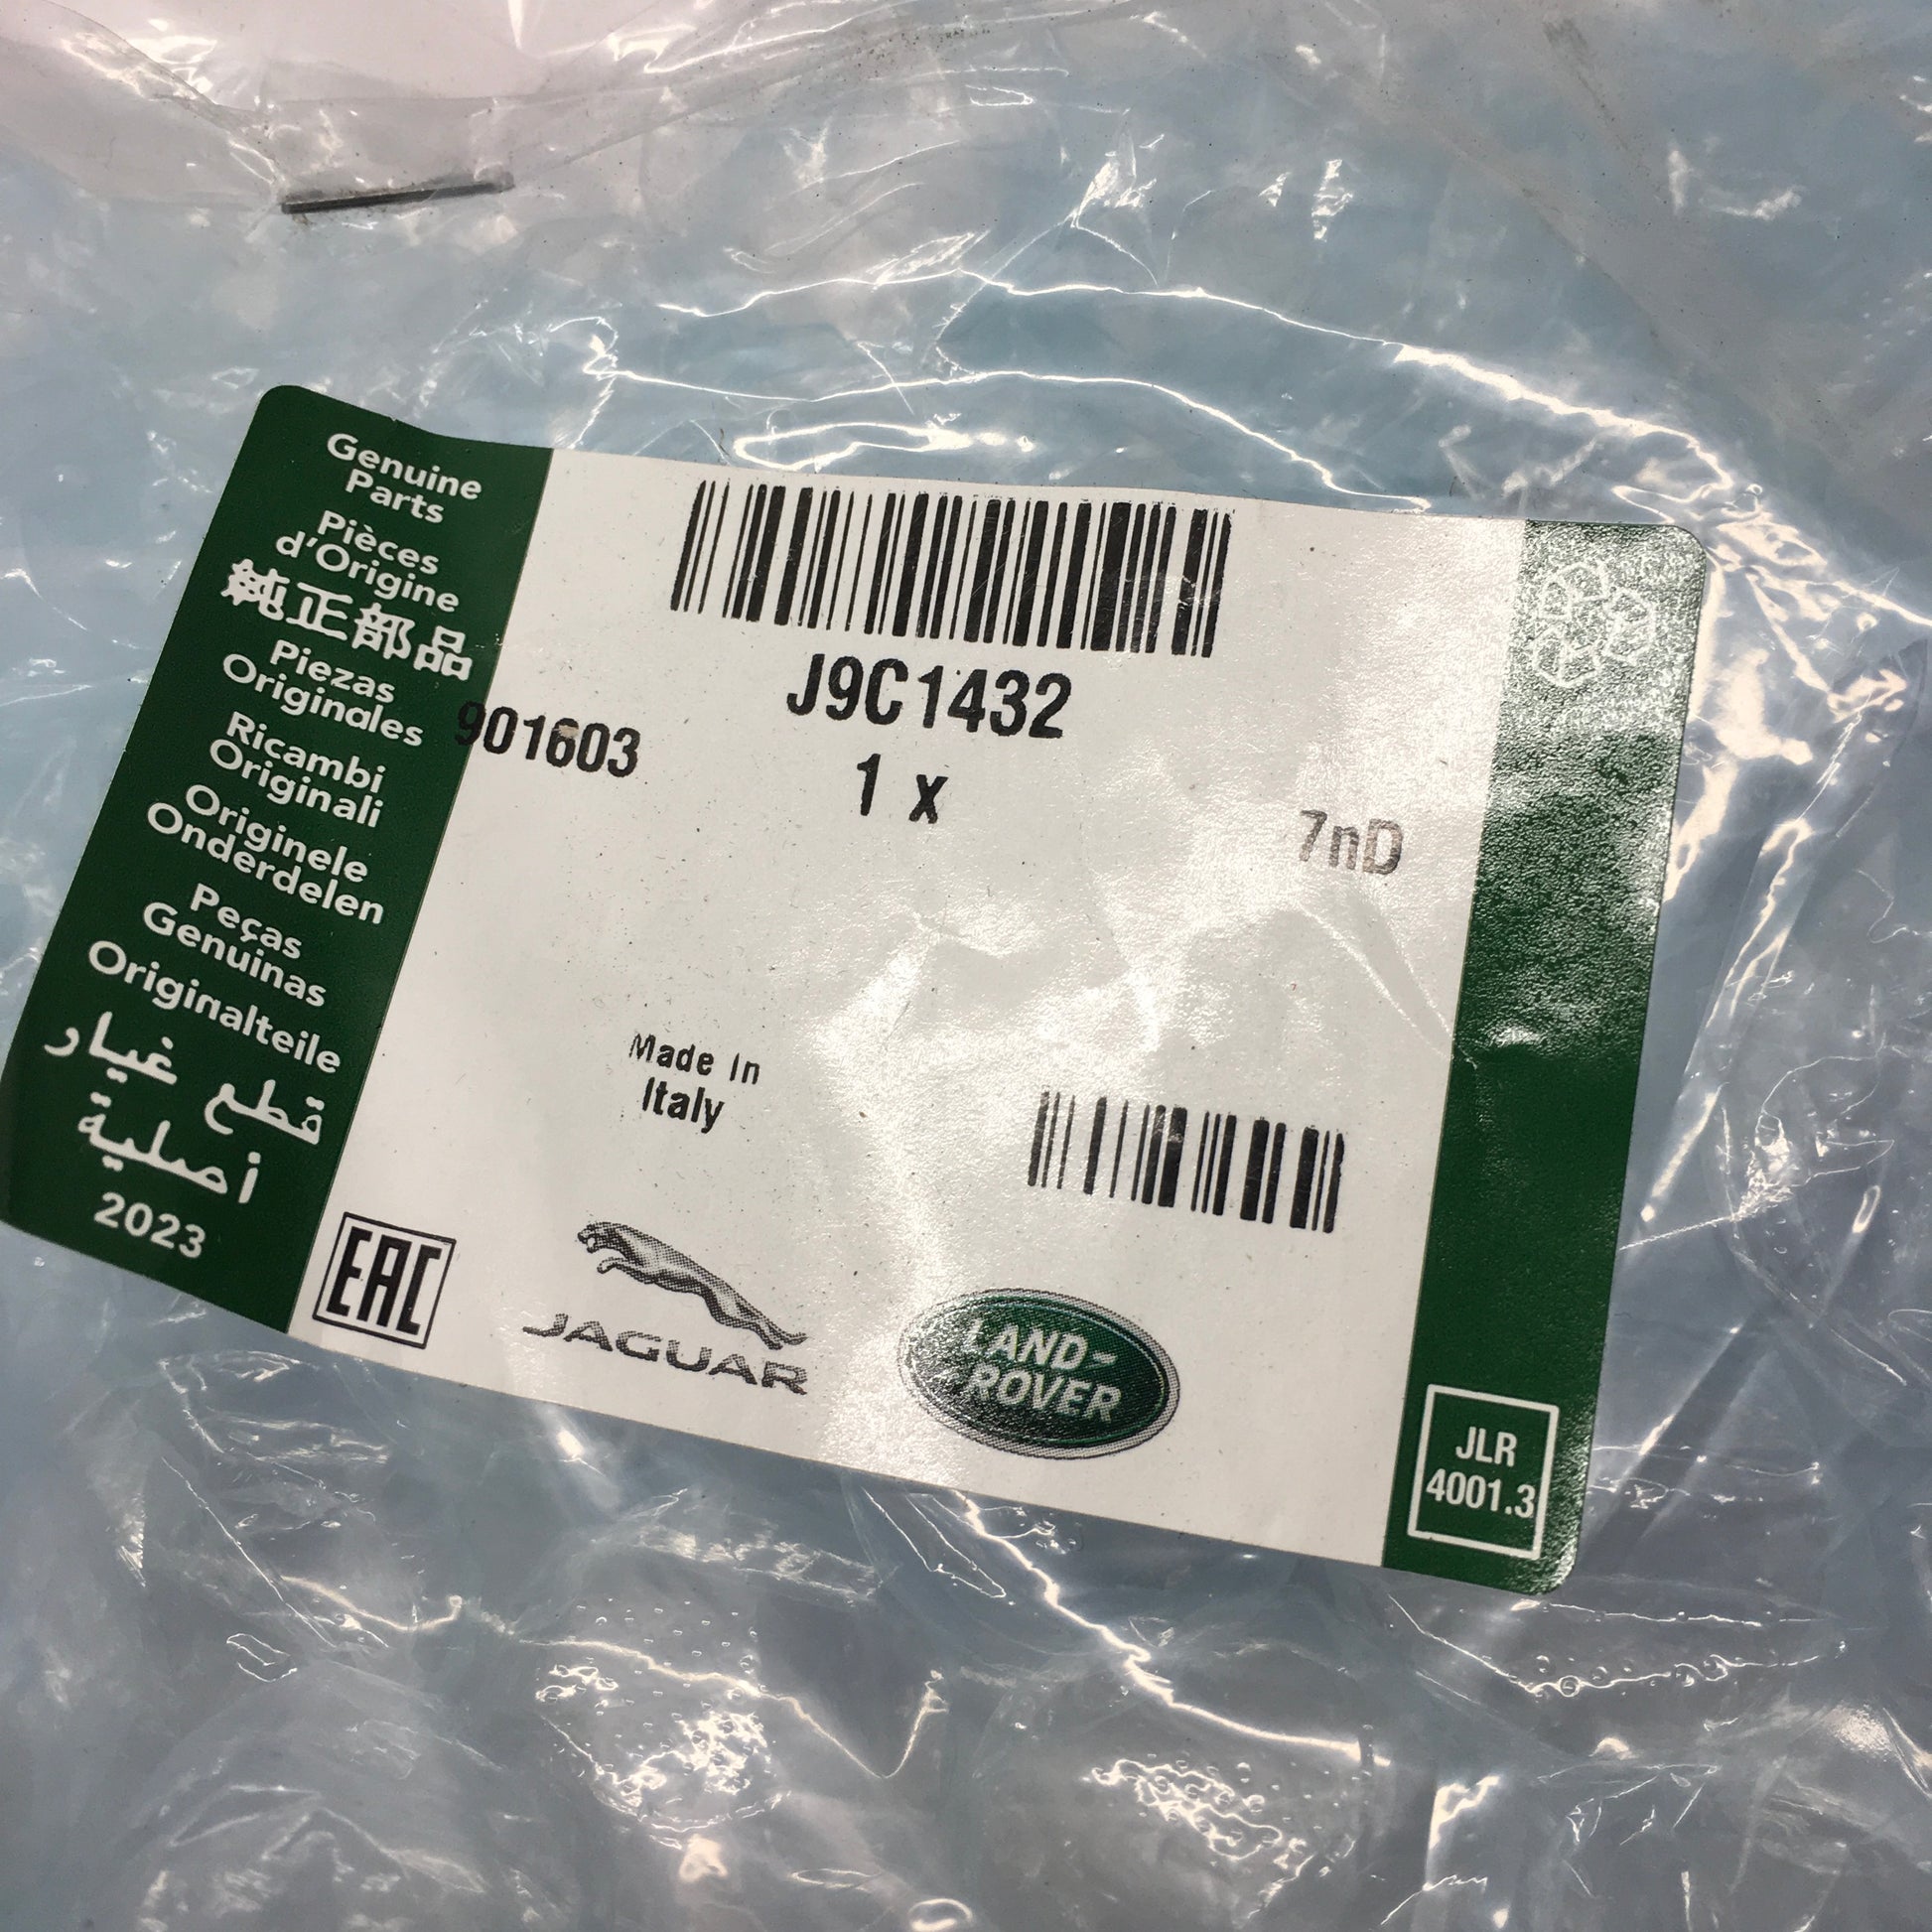 Genuine
Parts
Pièces
d'Origine
純正部品
Piezas
Originales
Ricambi
Originali
Originele
Onderdelen
Peças
Genuinas
Originalteile
قطع غيار
أصلية
2023
J9C1432
901603
1 x
7nD
Made In
Italy
EAC
JAGUAR
LAND-
ROVER
JLR
4001.3